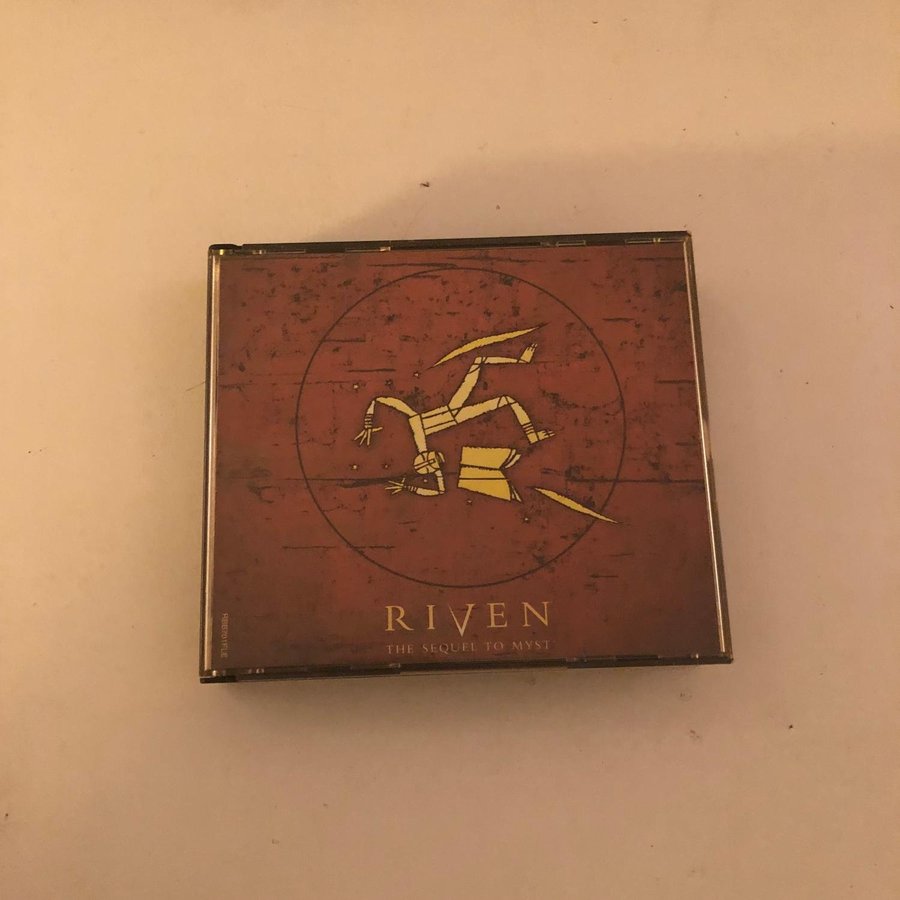 RIVEN
THE SEQUEL TO MYST